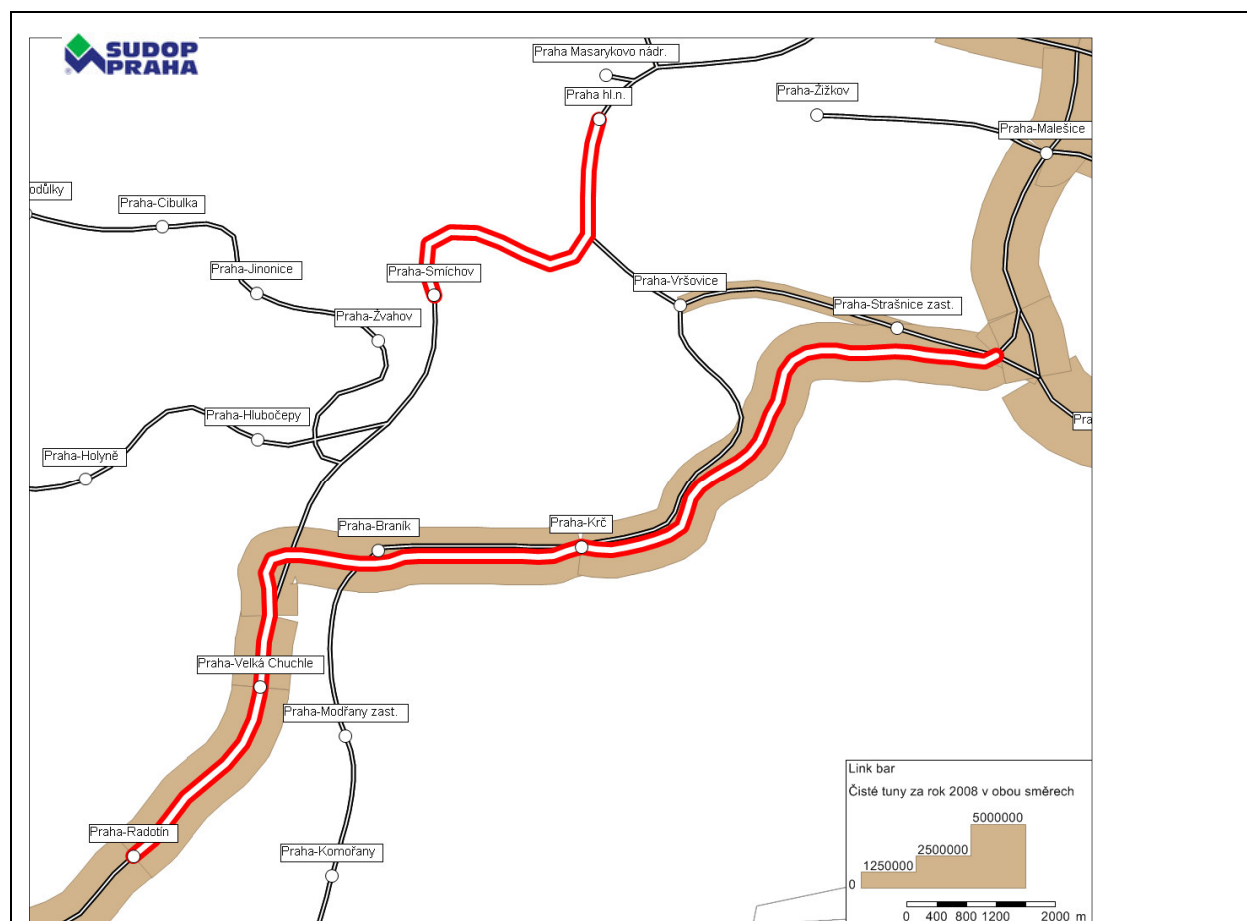 SUDOP
PRAHA
®
Praha Masarykovo nádr.
Praha hl.n.
Praha-Žižkov
Praha-Malešice
odůlky
Praha-Cibulka
Praha-Jinonice
Praha-Smíchov
Praha-Vršovice
Praha-Strašnice zast.
Praha-Žvahov
Praha-Hlubočepy
Pra
Praha-Holyně
Praha-Braník
Praha-Krč
Praha-Velká Chuchle
Praha-Modřany zast.
Praha-Radotín
Praha-Komořany
Link bar
Čisté tuny za rok 2008 v obou směrech
5000000
2500000
1250000
0
0 400 800 1200 2000 m